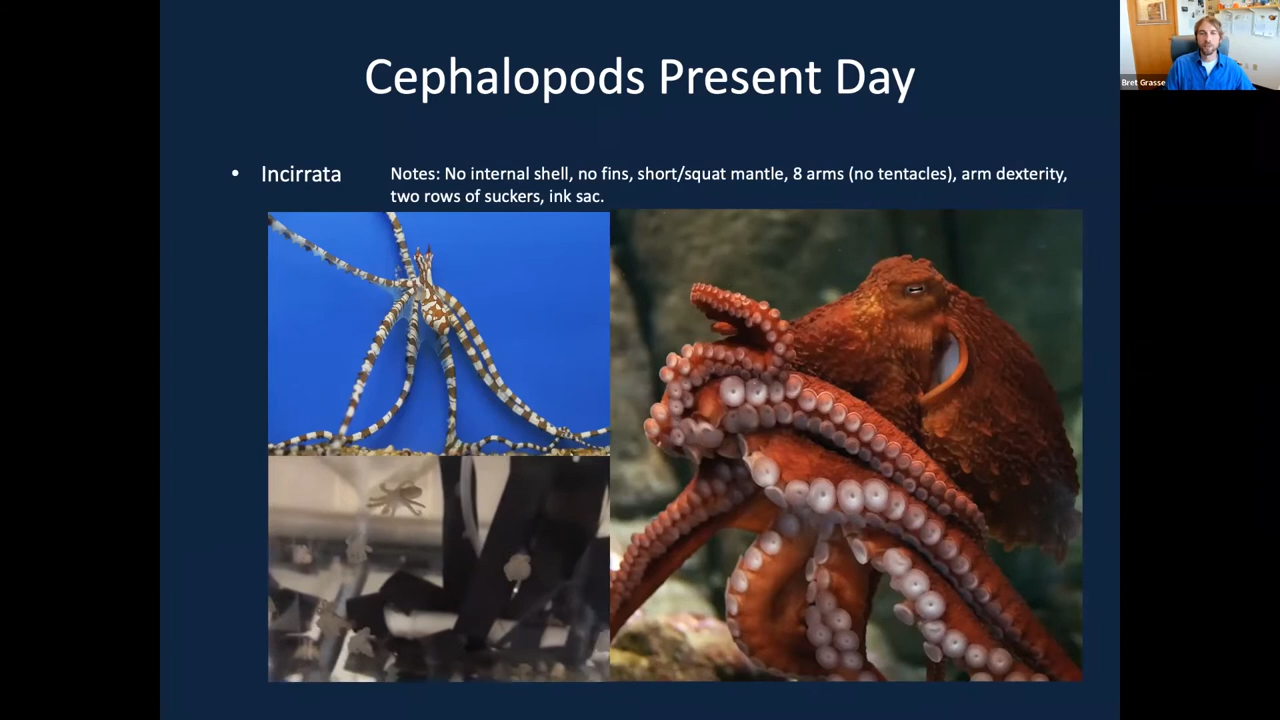 Cephalopods Present Day
• Incirrata
Notes: No internal shell, no fins, short/squat mantle, 8 arms (no tentacles), arm dexterity,
two rows of suckers, ink sac.
Bret Grasse